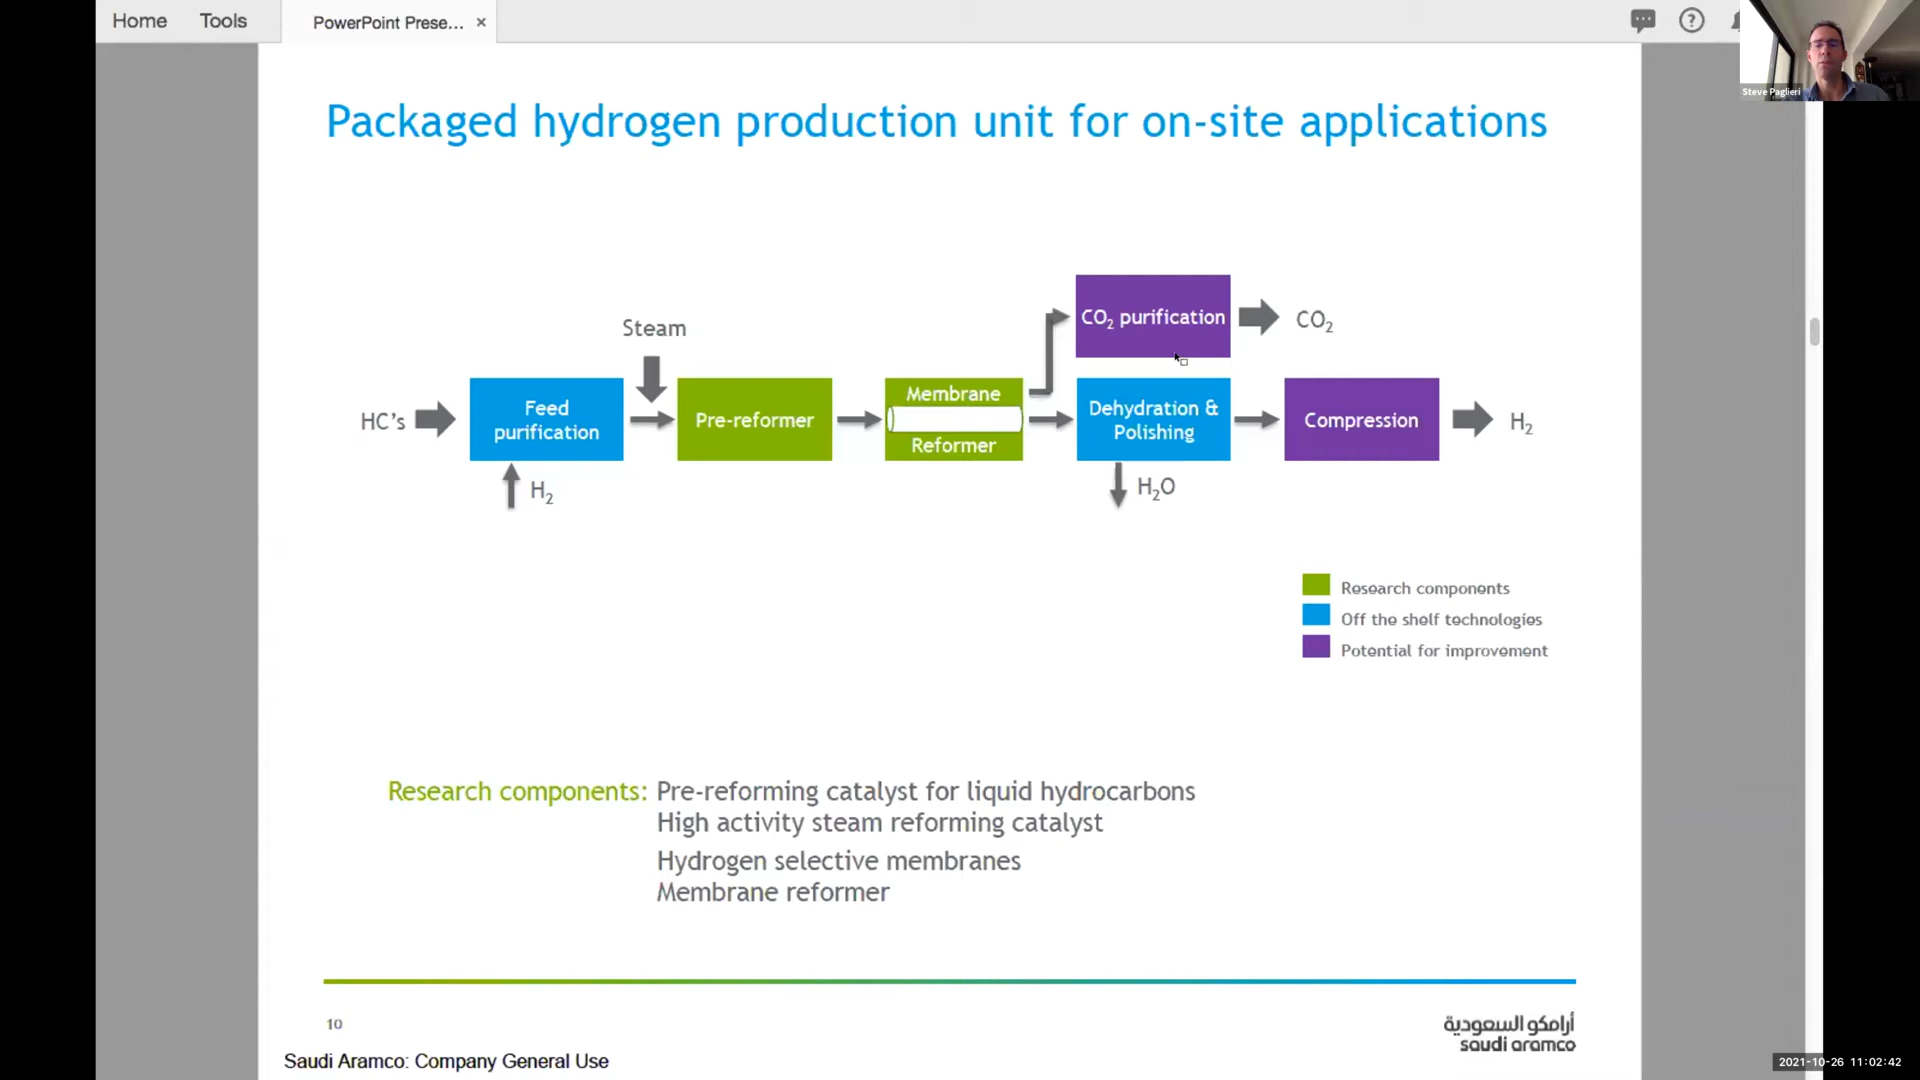 Home
Tools
PowerPoint Prese...
Steve Paglieri
Packaged hydrogen production unit for on-site applications
CO₂ purification
CO₂
Steam
HC's
Feed
purification
Pre-reformer
Membrane
Reformer
Dehydration &
Polishing
Compression
H₂
H₂
H₂O
Research components
Off the shelf technologies
Potential for improvement
Research components: Pre-reforming catalyst for liquid hydrocarbons
High activity steam reforming catalyst
Hydrogen selective membranes
Membrane reformer
10
أرامكو السعودية
saudi aramco
Saudi Aramco: Company General Use
2021-10-26 11:02:42